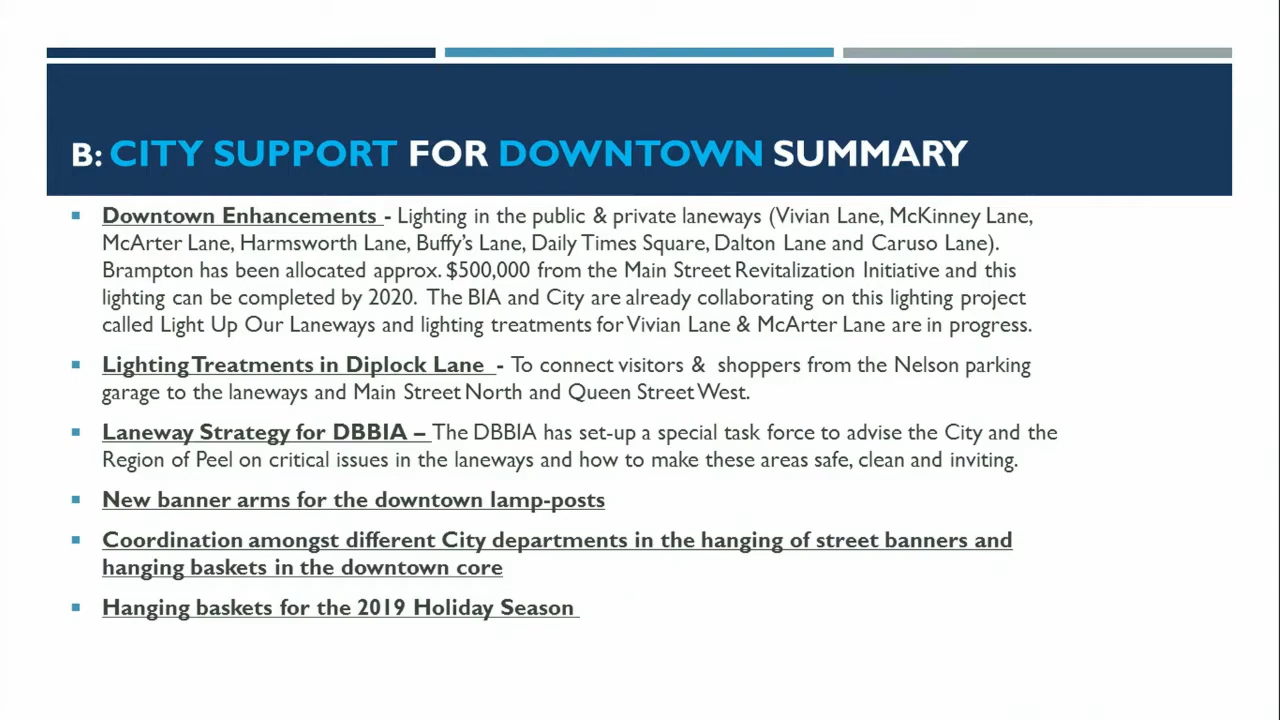 B: CITY SUPPORT FOR DOWNTOWN SUMMARY
Downtown Enhancements - Lighting in the public & private laneways (Vivian Lane, McKinney Lane,
McArter Lane, Harmsworth Lane, Buffy's Lane, Daily Times Square, Dalton Lane and Caruso Lane).
Brampton has been allocated approx. $500,000 from the Main Street Revitalization Initiative and this
lighting can be completed by 2020. The BIA and City are already collaborating on this lighting project
called Light Up Our Laneways and lighting treatments for Vivian Lane & McArter Lane are in progress.
Lighting Treatments in Diplock Lane - To connect visitors & shoppers from the Nelson parking
garage to the laneways and Main Street North and Queen Street West.
Laneway Strategy for DBBIA – The DBBIA has set-up a special task force to advise the City and the
Region of Peel on critical issues in the laneways and how to make these areas safe, clean and inviting.
New banner arms for the downtown lamp-posts
Coordination amongst different City departments in the hanging of street banners and
hanging baskets in the downtown core
Hanging baskets for the 2019 Holiday Season